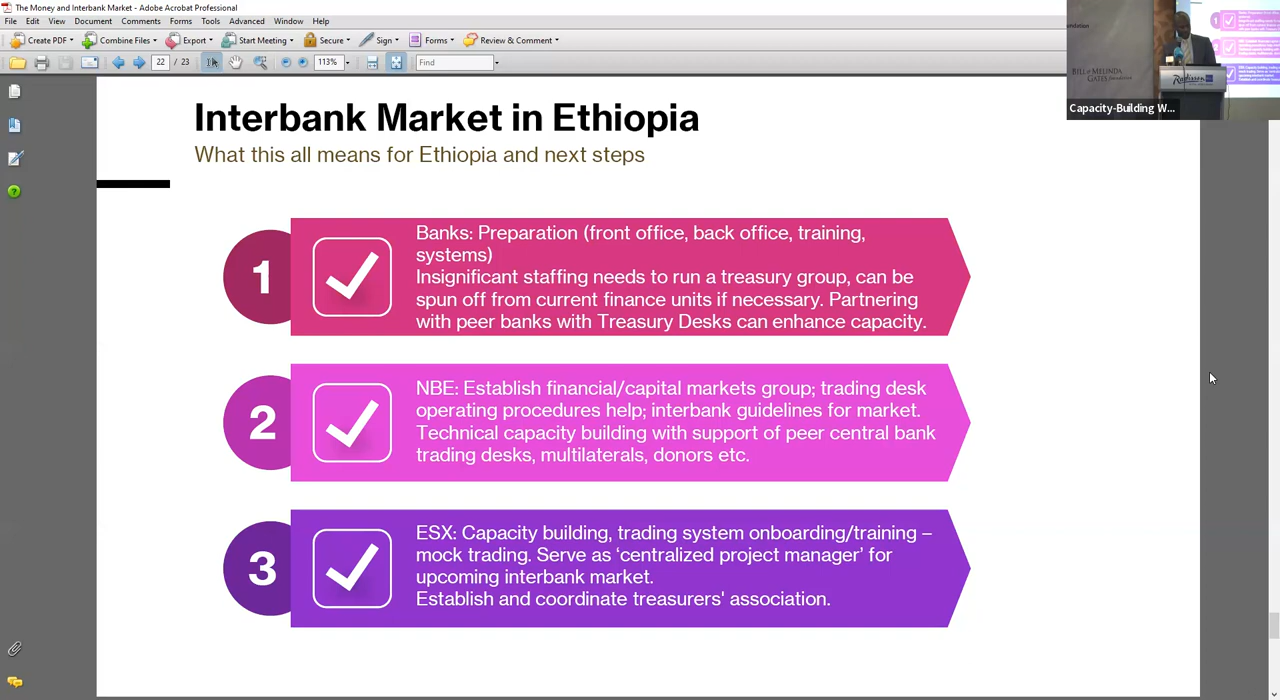 The Money and Interbank Market - Adobe Acrobat Professional
File Edit View Document Comments Forms Tools Advanced Window Help
Create PDF Combine Files Export Start Meeting Secure Sign Forms Review & Comment
22 / 23 113% Find
BILL & MELINDA
GATES foundation
Radisson
Capacity-Building W...
Interbank Market in Ethiopia
What this all means for Ethiopia and next steps
1
Banks: Preparation (front office, back office, training,
systems)
Insignificant staffing needs to run a treasury group, can be
spun off from current finance units if necessary. Partnering
with peer banks with Treasury Desks can enhance capacity.
2
NBE: Establish financial/capital markets group; trading desk
operating procedures help; interbank guidelines for market.
Technical capacity building with support of peer central bank
trading desks, multilaterals, donors etc.
3
ESX: Capacity building, trading system onboarding/training –
mock trading. Serve as ‘centralized project manager’ for
upcoming interbank market.
Establish and coordinate treasurers' association.